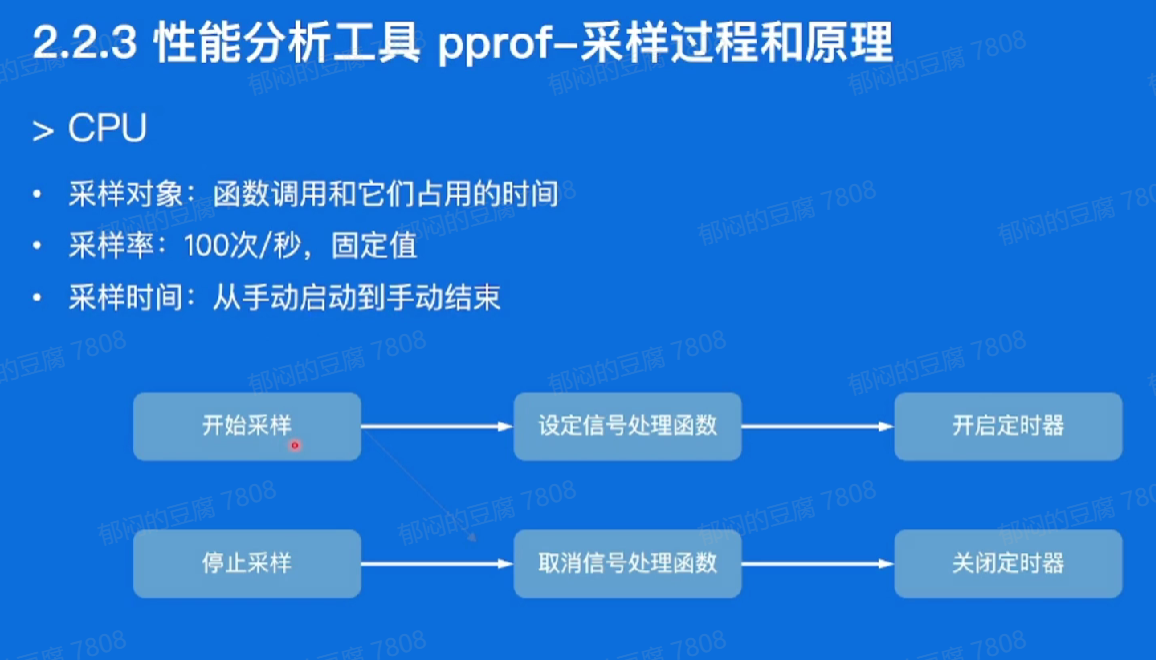 2.2.3 性能分析工具 pprof-采样过程和原理
> CPU
• 采样对象：函数调用和它们占用的时间
• 采样率：100次/秒，固定值
• 采样时间：从手动启动到手动结束
开始采样
设定信号处理函数
开启定时器
停止采样
取消信号处理函数
关闭定时器
郁闷的豆腐 7808